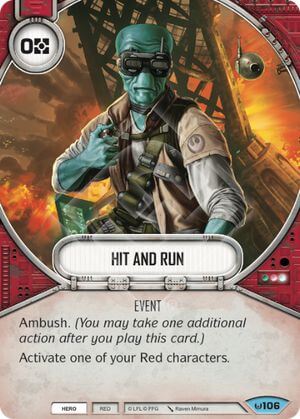 0
HIT AND RUN
EVENT
Ambush. (You may take one additional
action after you play this card.)
Activate one of your Red characters.
HERO RED © LFL © FFG Raven Mimura 106